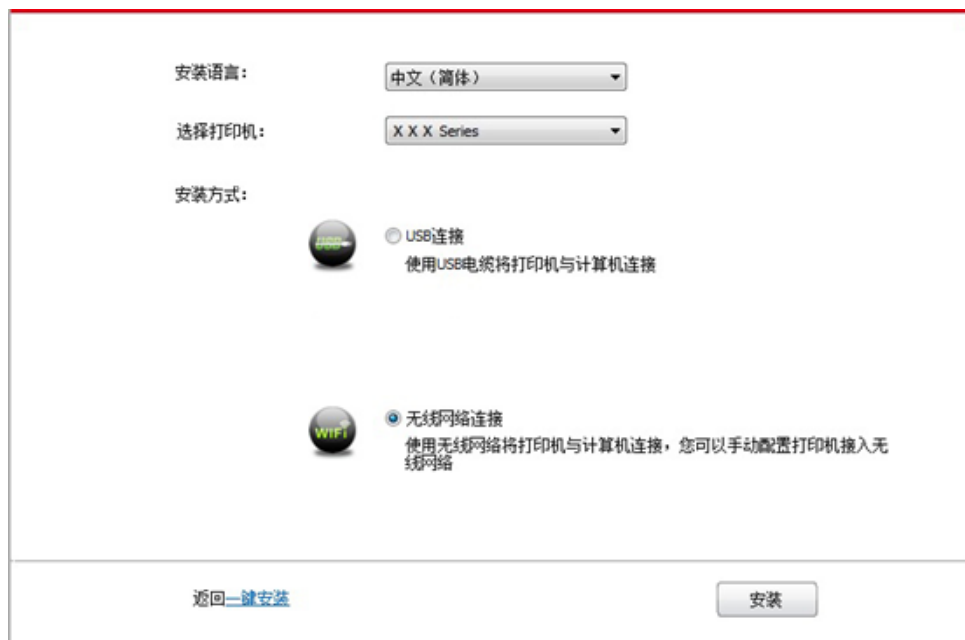 安装语言：
中文（简体）
选择打印机：
X X X Series
安装方式：
USB
USB连接
使用USB电缆将打印机与计算机连接
WiFi
无线网络连接
使用无线网络将打印机与计算机连接，您可以手动配置打印机接入无
线网络
返回一键安装
安装